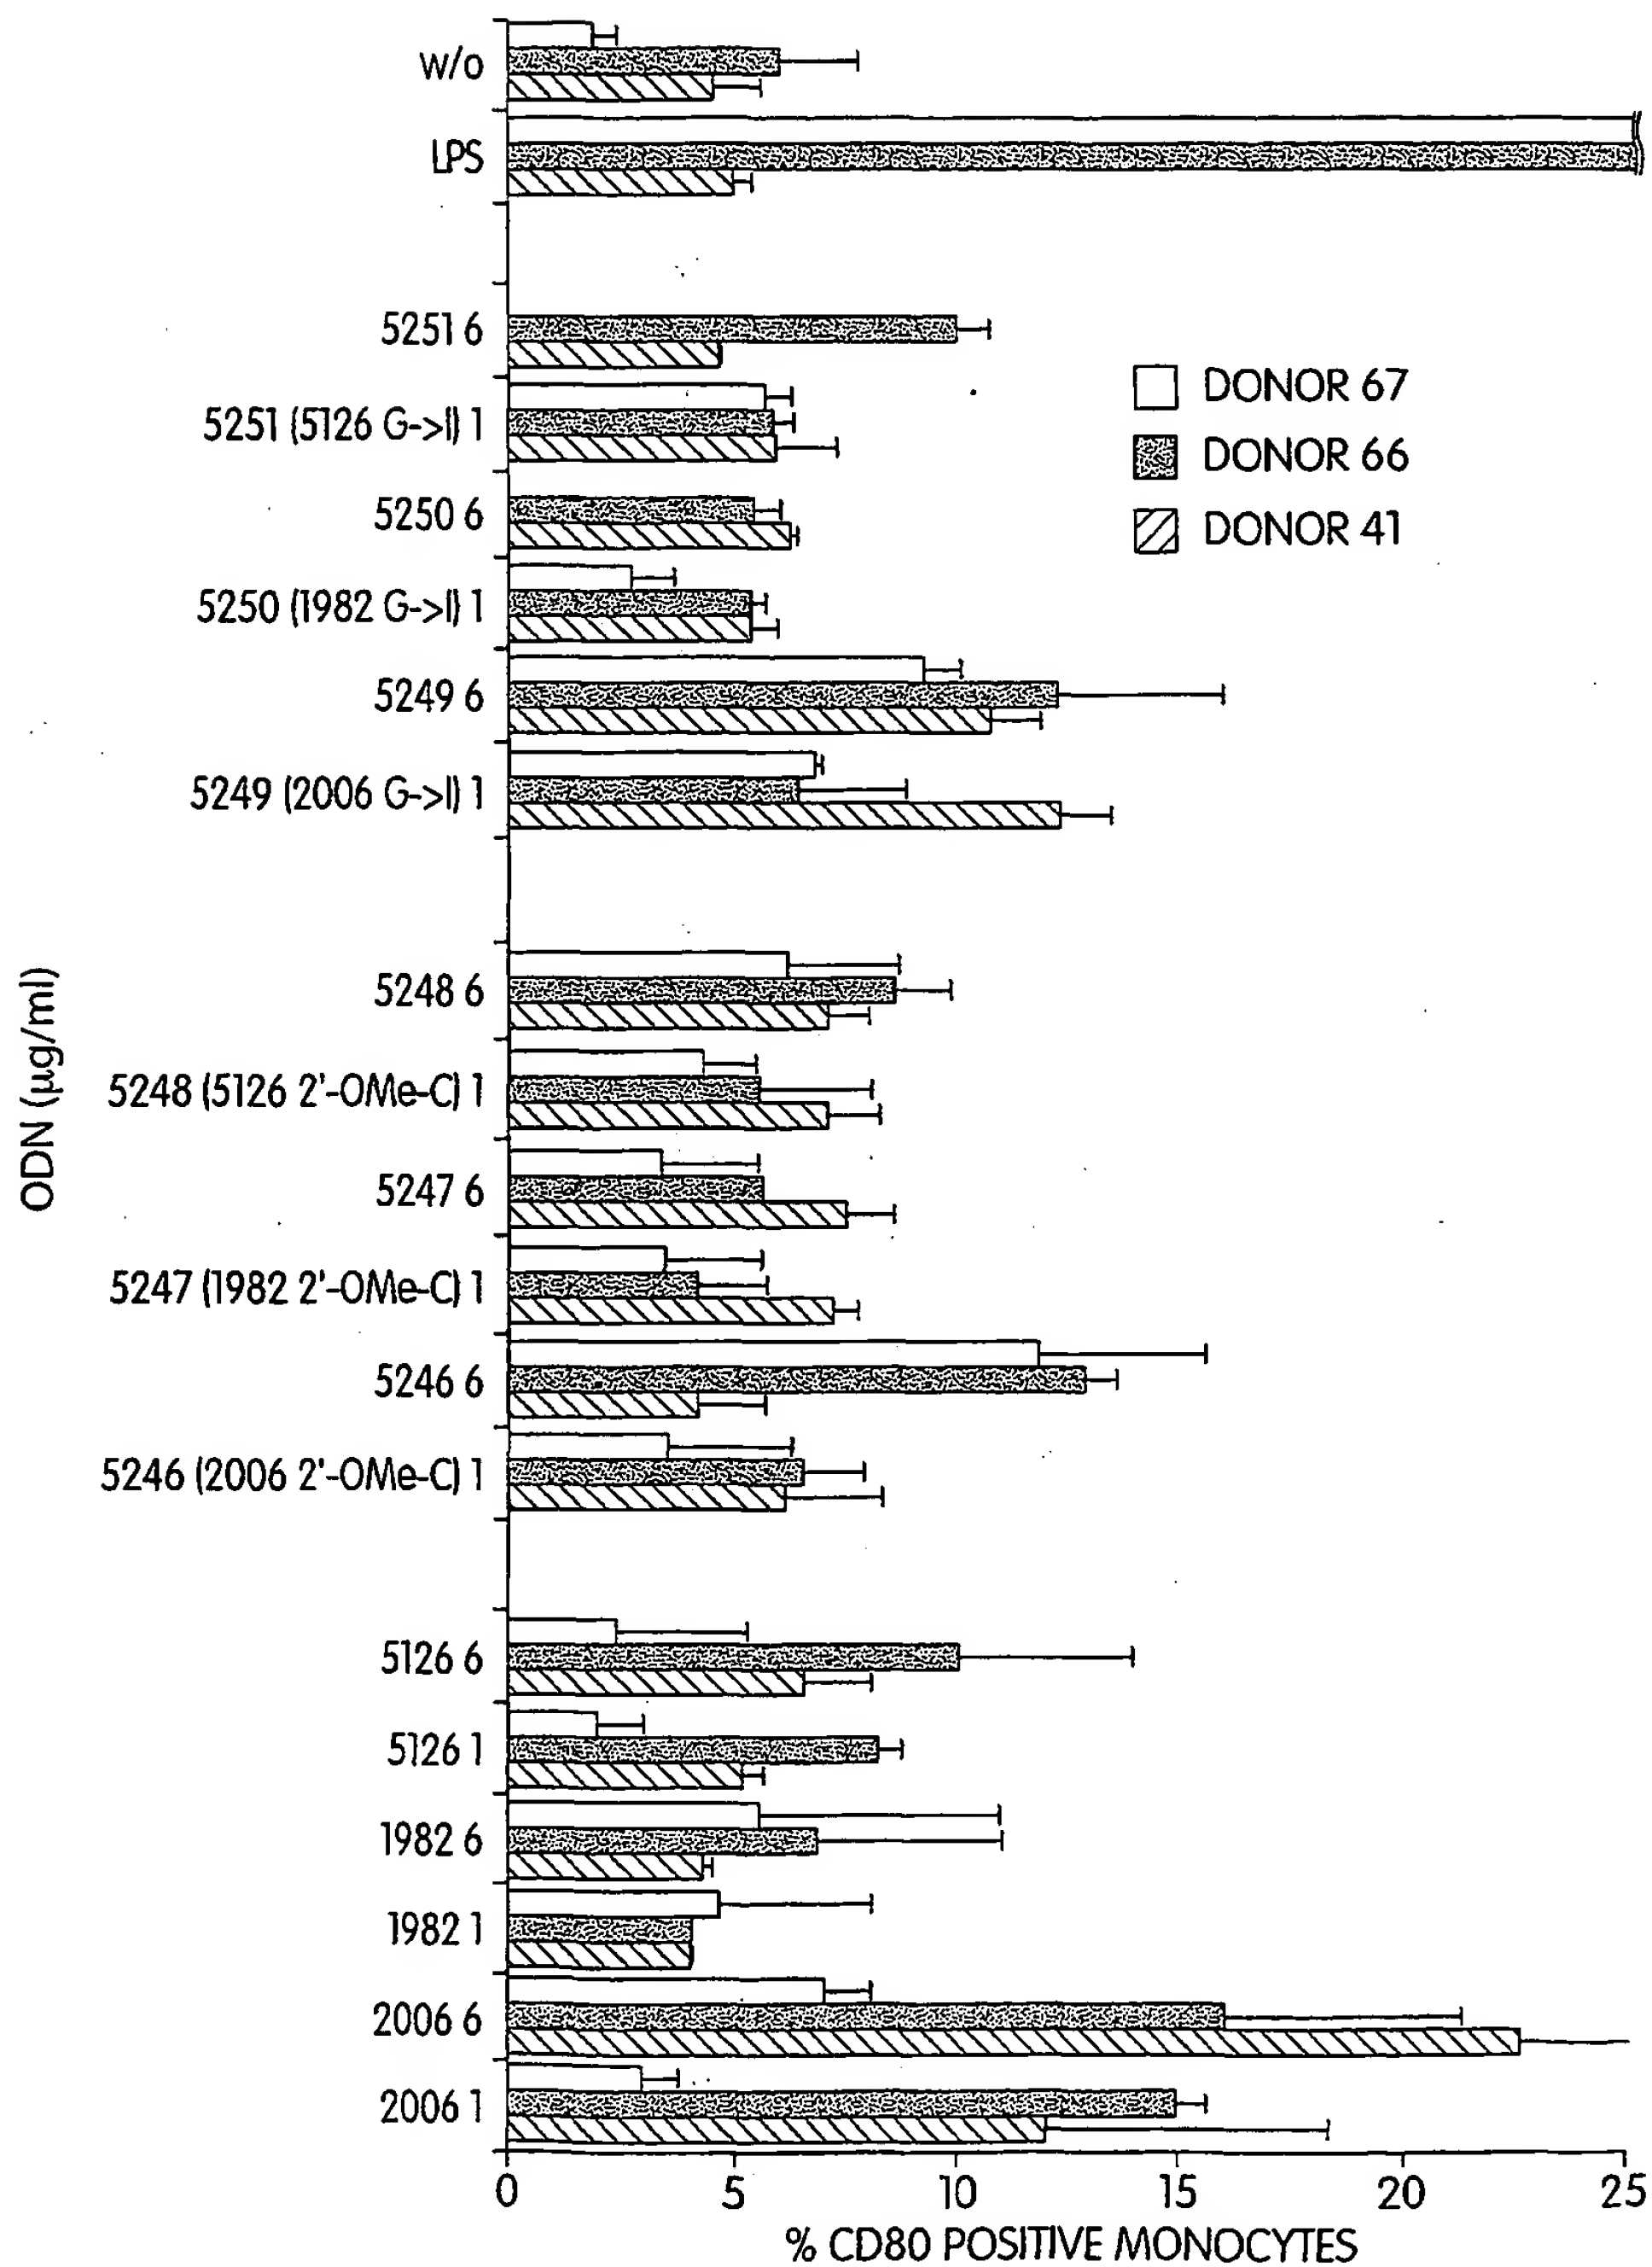 w/o
LPS
5251 6
5251 (5126 G->I) 1
5250 6
5250 (1982 G->I) 1
5249 6
5249 (2006 G->I) 1
5248 6
5248 (5126 2'-OMe-C) 1
5247 6
5247 (1982 2'-OMe-C) 1
5246 6
5246 (2006 2'-OMe-C) 1
5126 6
5126 1
1982 6
1982 1
2006 6
2006 1
ODN (µg/ml)
DONOR 67
DONOR 66
DONOR 41
0 5 10 15 20 25
% CD80 POSITIVE MONOCYTES